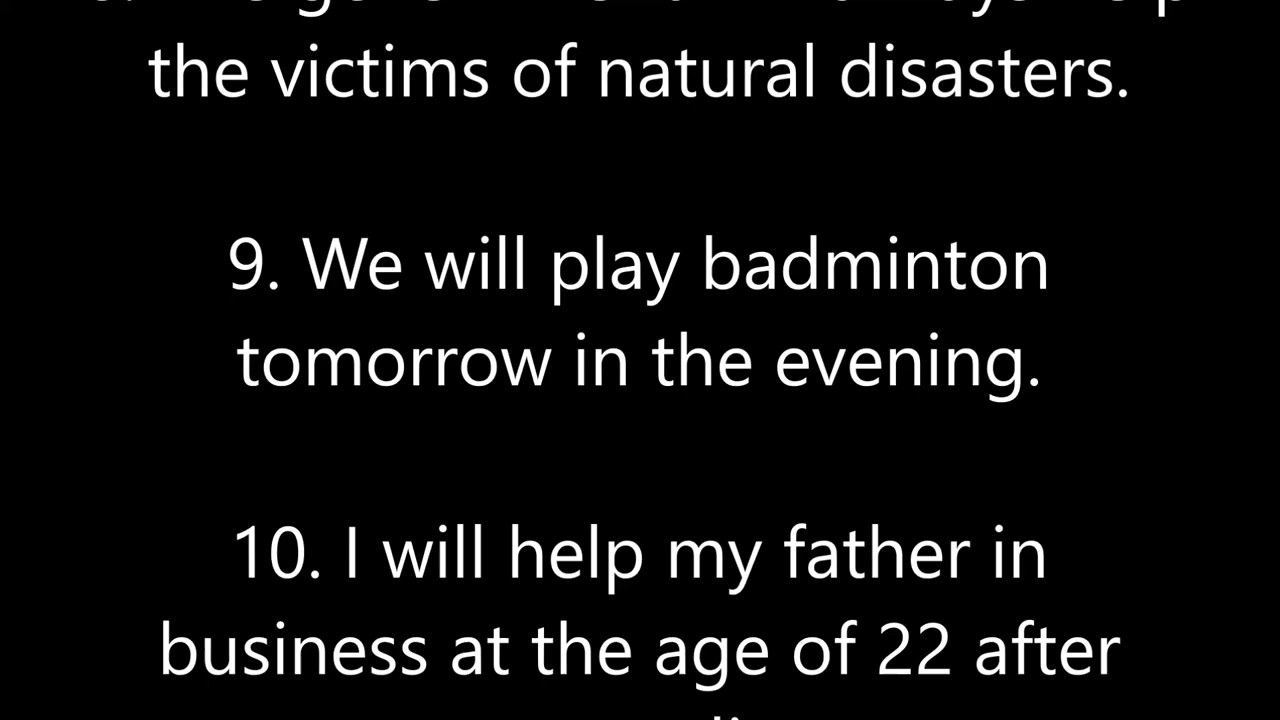 the victims of natural disasters.
9. We will play badminton
tomorrow in the evening.
10. I will help my father in
business at the age of 22 after